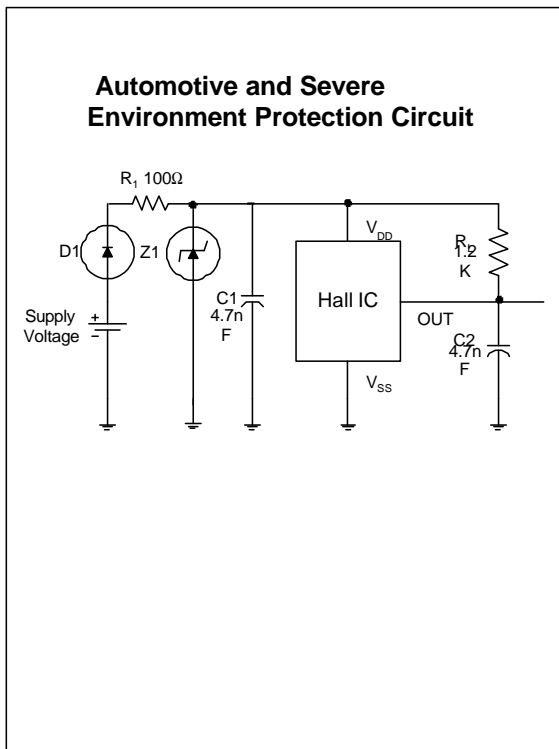 Automotive and Severe
Environment Protection Circuit
R1 100Ω
D1
Z1
VDD
RL
1.2
K
C1
4.7n
F
Hall IC
Supply
Voltage
+
−
OUT
C2
4.7n
F
VSS